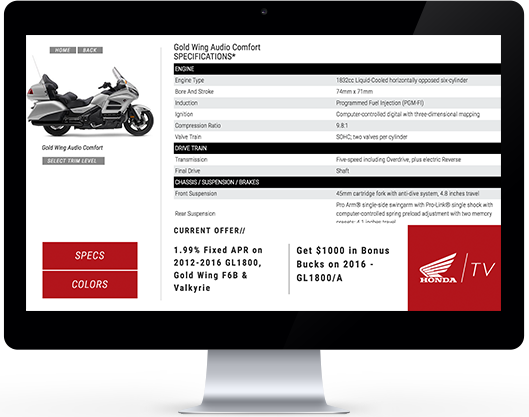 HOME BACK
Gold Wing Audio Comfort
SPECIFICATIONS*
ENGINE
Engine Type 1832cc Liquid-Cooled horizontally opposed six-cylinder
Bore And Stroke 74mm x 71mm
Induction Programmed Fuel Injection (PGM-FI)
Ignition Computer-controlled digital with three-dimensional mapping
Compression Ratio 9.8:1
Valve Train SOHC; two valves per cylinder
DRIVE TRAIN
Transmission Five-speed including Overdrive, plus electric Reverse
Final Drive Shaft
CHASSIS / SUSPENSION / BRAKES
Front Suspension 45mm cartridge fork with anti-dive system, 4.8 inches travel
Rear Suspension Pro Arm® single-side swingarm with Pro-Link® single shock with
computer-controlled spring preload adjustment with two memory
presets; 4.1 inches travel
Gold Wing Audio Comfort
SELECT TRIM LEVEL
SPECS
COLORS
CURRENT OFFER//
1.99% Fixed APR on
2012-2016 GL1800,
Gold Wing F6B &
Valkyrie
Get $1000 in Bonus
Bucks on 2016 -
GL1800/A
HONDA TV